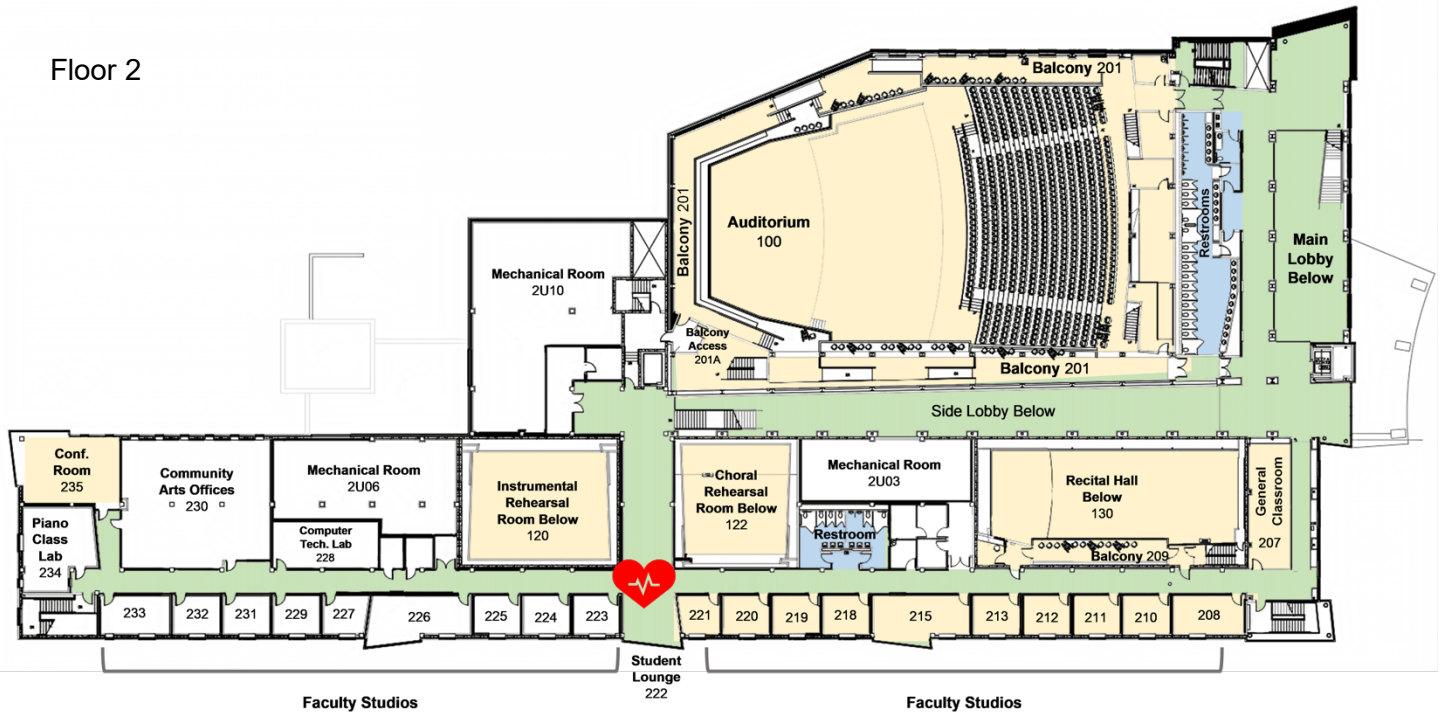 Floor 2
Balcony 201
Balcony 201
Auditorium
100
Restrooms
Main
Lobby
Below
Mechanical Room
2U10
Balcony
Access
201A
Balcony 201
Side Lobby Below
Conf.
Room
235
Community
Arts Offices
230
Mechanical Room
2U06
Instrumental
Rehearsal
Room Below
120
Choral
Rehearsal
Room Below
122
Mechanical Room
2U03
Recital Hall
Below
130
General
Classroom
207
Piano
Class
Lab
234
Computer
Tech. Lab
228
Restroom
Balcony 209
233
232
231
229
227
226
225
224
223
221
220
219
218
215
213
212
211
210
208
Student
Lounge
222
Faculty Studios
Faculty Studios